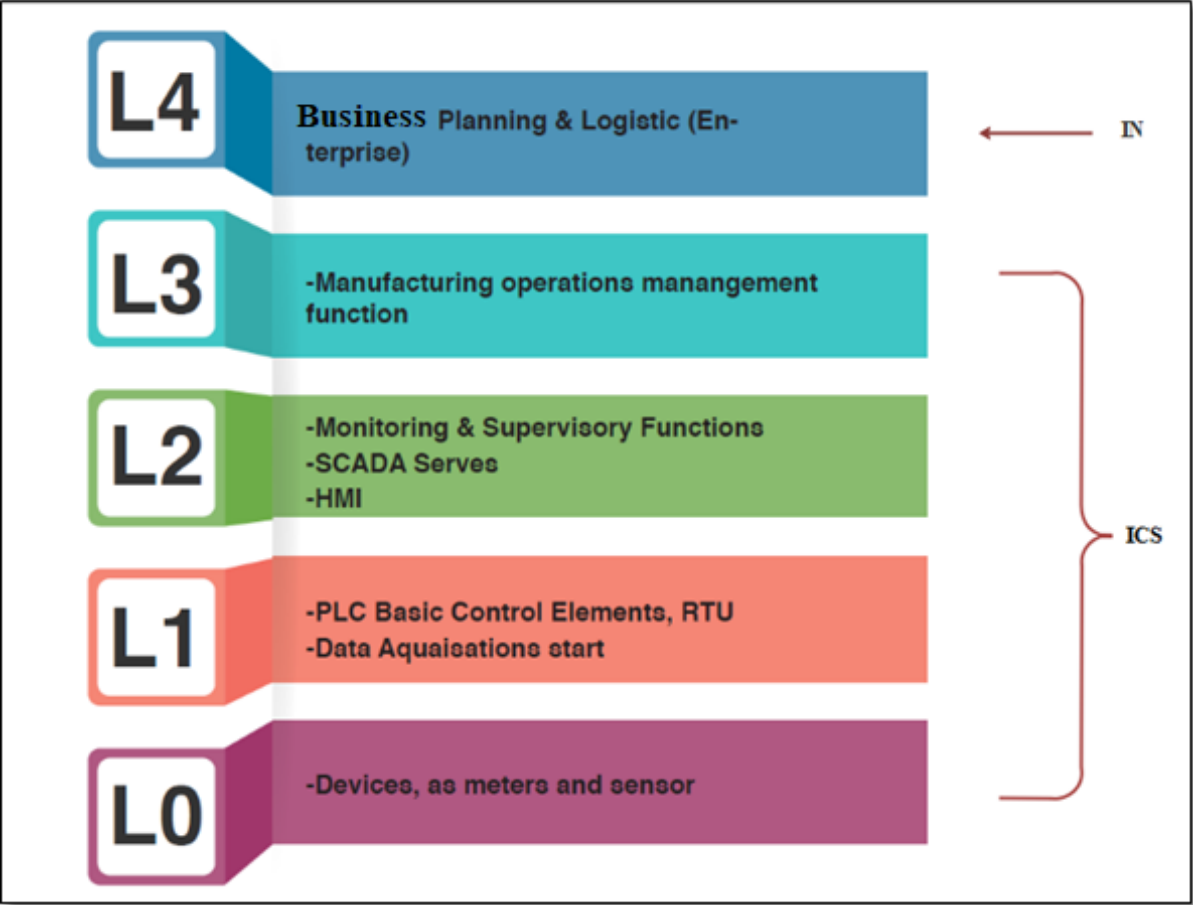 L4
Business Planning & Logistic (En-
terprise)
IN
L3
-Manufacturing operations manangement
function
L2
-Monitoring & Supervisory Functions
-SCADA Serves
-HMI
ICS
L1
-PLC Basic Control Elements, RTU
-Data Aquaisations start
L0
-Devices, as meters and sensor